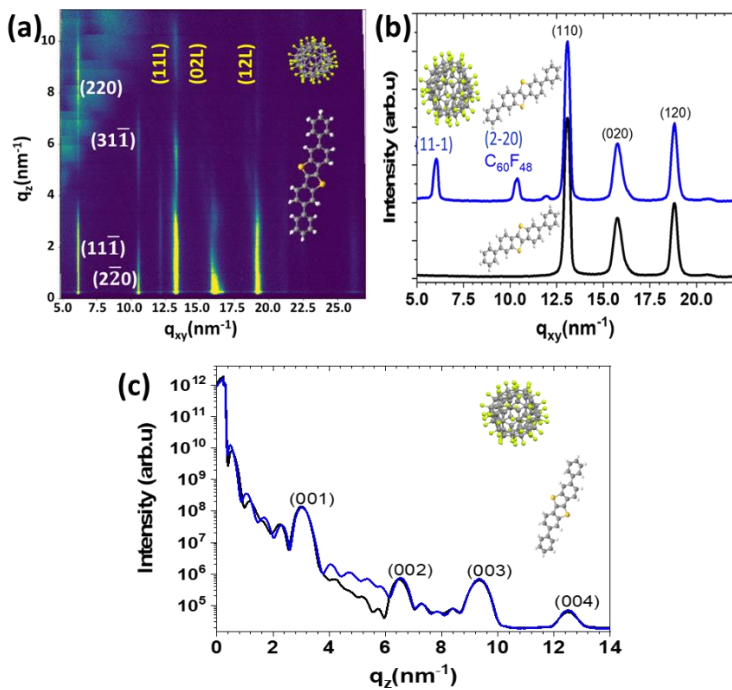 (a)
10
8
6
4
2
0
q_z(nm⁻¹)
(220)
(311̅)
(111̅)
(22̅0)
(11L)
(02L)
(12L)
5.0 7.5 10.0 12.5 15.0 17.5 20.0 22.5 25.0
q_xy(nm⁻¹)
(b)
Intensity (arb.u)
(110)
(11-1)
(2-20)
C₆₀F₄₈
(020)
(120)
5.0 7.5 10.0 12.5 15.0 17.5 20.0
q_xy(nm⁻¹)
(c)
Intensity (arb.u)
10¹²
10¹¹
10¹⁰
10⁹
10⁸
10⁷
10⁶
10⁵
(001)
(002)
(003)
(004)
0 2 4 6 8 10 12 14
q_z(nm⁻¹)